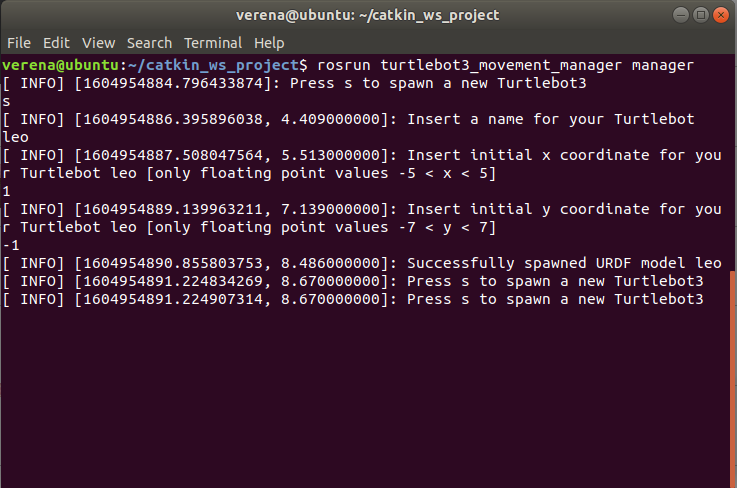 verena@ubuntu: ~/catkin_ws_project
File Edit View Search Terminal Help
verena@ubuntu:~/catkin_ws_project$ rosrun turtlebot3_movement_manager manager
[ INFO] [1604954884.796433874]: Press s to spawn a new Turtlebot3
s
[ INFO] [1604954886.395896038, 4.409000000]: Insert a name for your Turtlebot
leo
[ INFO] [1604954887.508047564, 5.513000000]: Insert initial x coordinate for you
r Turtlebot leo [only floating point values -5 < x < 5]
1
[ INFO] [1604954889.139963211, 7.139000000]: Insert initial y coordinate for you
r Turtlebot leo [only floating point values -7 < y < 7]
-1
[ INFO] [1604954890.855803753, 8.486000000]: Successfully spawned URDF model leo
[ INFO] [1604954891.224834269, 8.670000000]: Press s to spawn a new Turtlebot3
[ INFO] [1604954891.224907314, 8.670000000]: Press s to spawn a new Turtlebot3